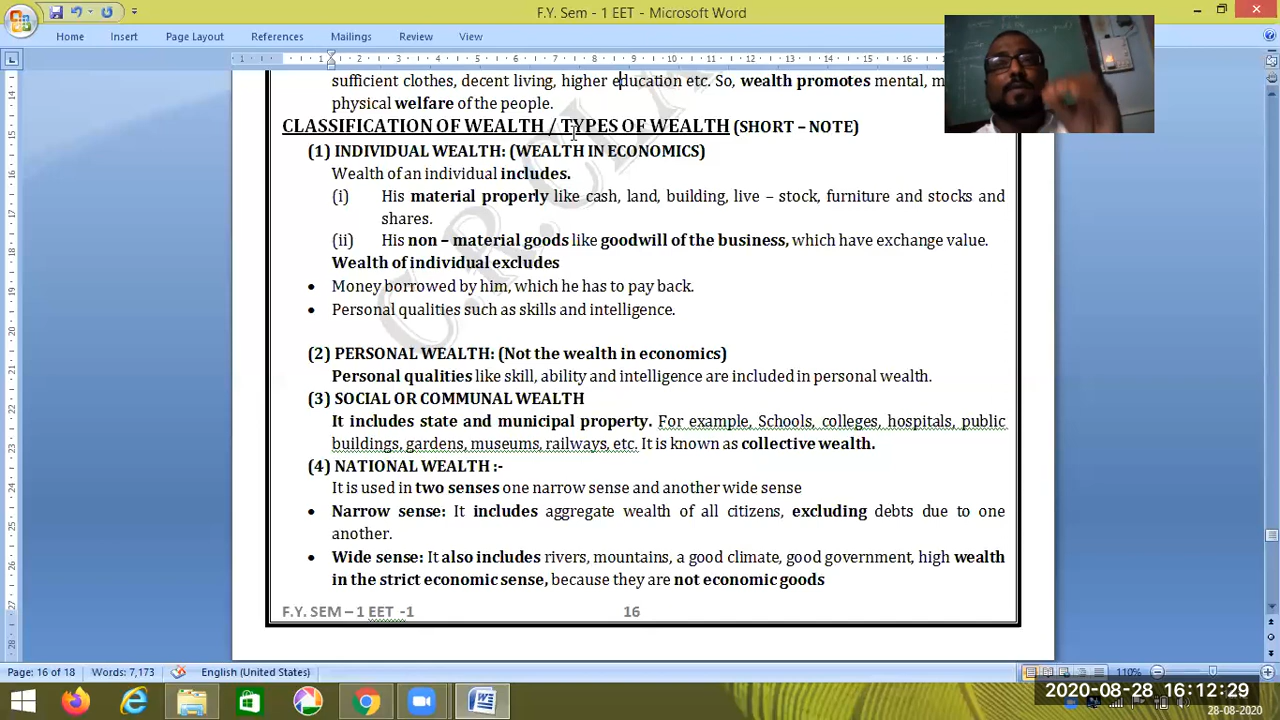 F.Y. Sem - 1 EET - Microsoft Word
Home Insert Page Layout References Mailings Review View
sufficient clothes, decent living, higher education etc. So, wealth promotes mental,
physical welfare of the people.
CLASSIFICATION OF WEALTH / TYPES OF WEALTH (SHORT – NOTE)
(1) INDIVIDUAL WEALTH: (WEALTH IN ECONOMICS)
Wealth of an individual includes.
(i) His material properly like cash, land, building, live – stock, furniture and stocks and
shares.
(ii) His non – material goods like goodwill of the business, which have exchange value.
Wealth of individual excludes
• Money borrowed by him, which he has to pay back.
• Personal qualities such as skills and intelligence.
(2) PERSONAL WEALTH: (Not the wealth in economics)
Personal qualities like skill, ability and intelligence are included in personal wealth.
(3) SOCIAL OR COMMUNAL WEALTH
It includes state and municipal property. For example, Schools, colleges, hospitals, public
buildings, gardens, museums, railways, etc. It is known as collective wealth.
(4) NATIONAL WEALTH :-
It is used in two senses one narrow sense and another wide sense
• Narrow sense: It includes aggregate wealth of all citizens, excluding debts due to one
another.
• Wide sense: It also includes rivers, mountains, a good climate, good government, high wealth
in the strict economic sense, because they are not economic goods
F.Y. SEM – 1 EET -1 16
Page: 16 of 18 Words: 7,173 English (United States) 110%
2020-08-28 16:12:29
28-08-2020